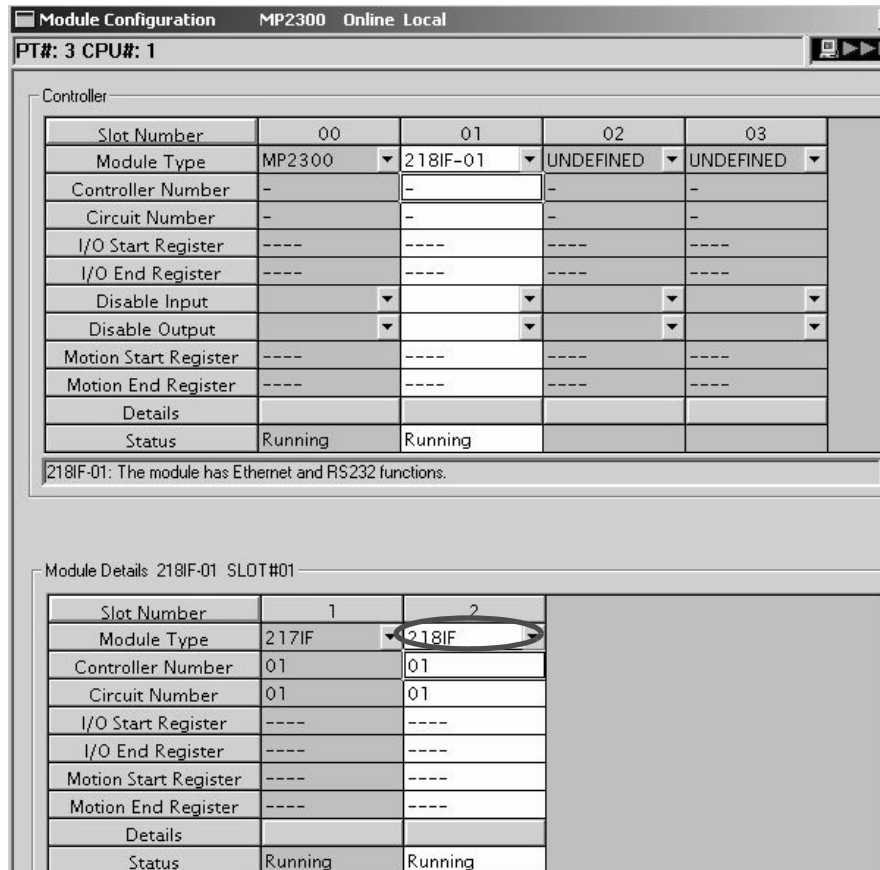 Module Configuration MP2300 Online Local
PT#: 3 CPU#: 1
Controller
Slot Number 00 01 02 03
Module Type MP2300 218IF-01 UNDEFINED UNDEFINED
Controller Number - - - -
Circuit Number - - - -
I/O Start Register ---- ---- ---- ----
I/O End Register ---- ---- ---- ----
Disable Input
Disable Output
Motion Start Register ---- ---- ---- ----
Motion End Register ---- ---- ---- ----
Details
Status Running Running
218IF-01: The module has Ethernet and RS232 functions.
Module Details 218IF-01 SLOT#01
Slot Number 1 2
Module Type 217IF 218IF
Controller Number 01 01
Circuit Number 01 01
I/O Start Register ---- ----
I/O End Register ---- ----
Motion Start Register ---- ----
Motion End Register ---- ----
Details
Status Running Running